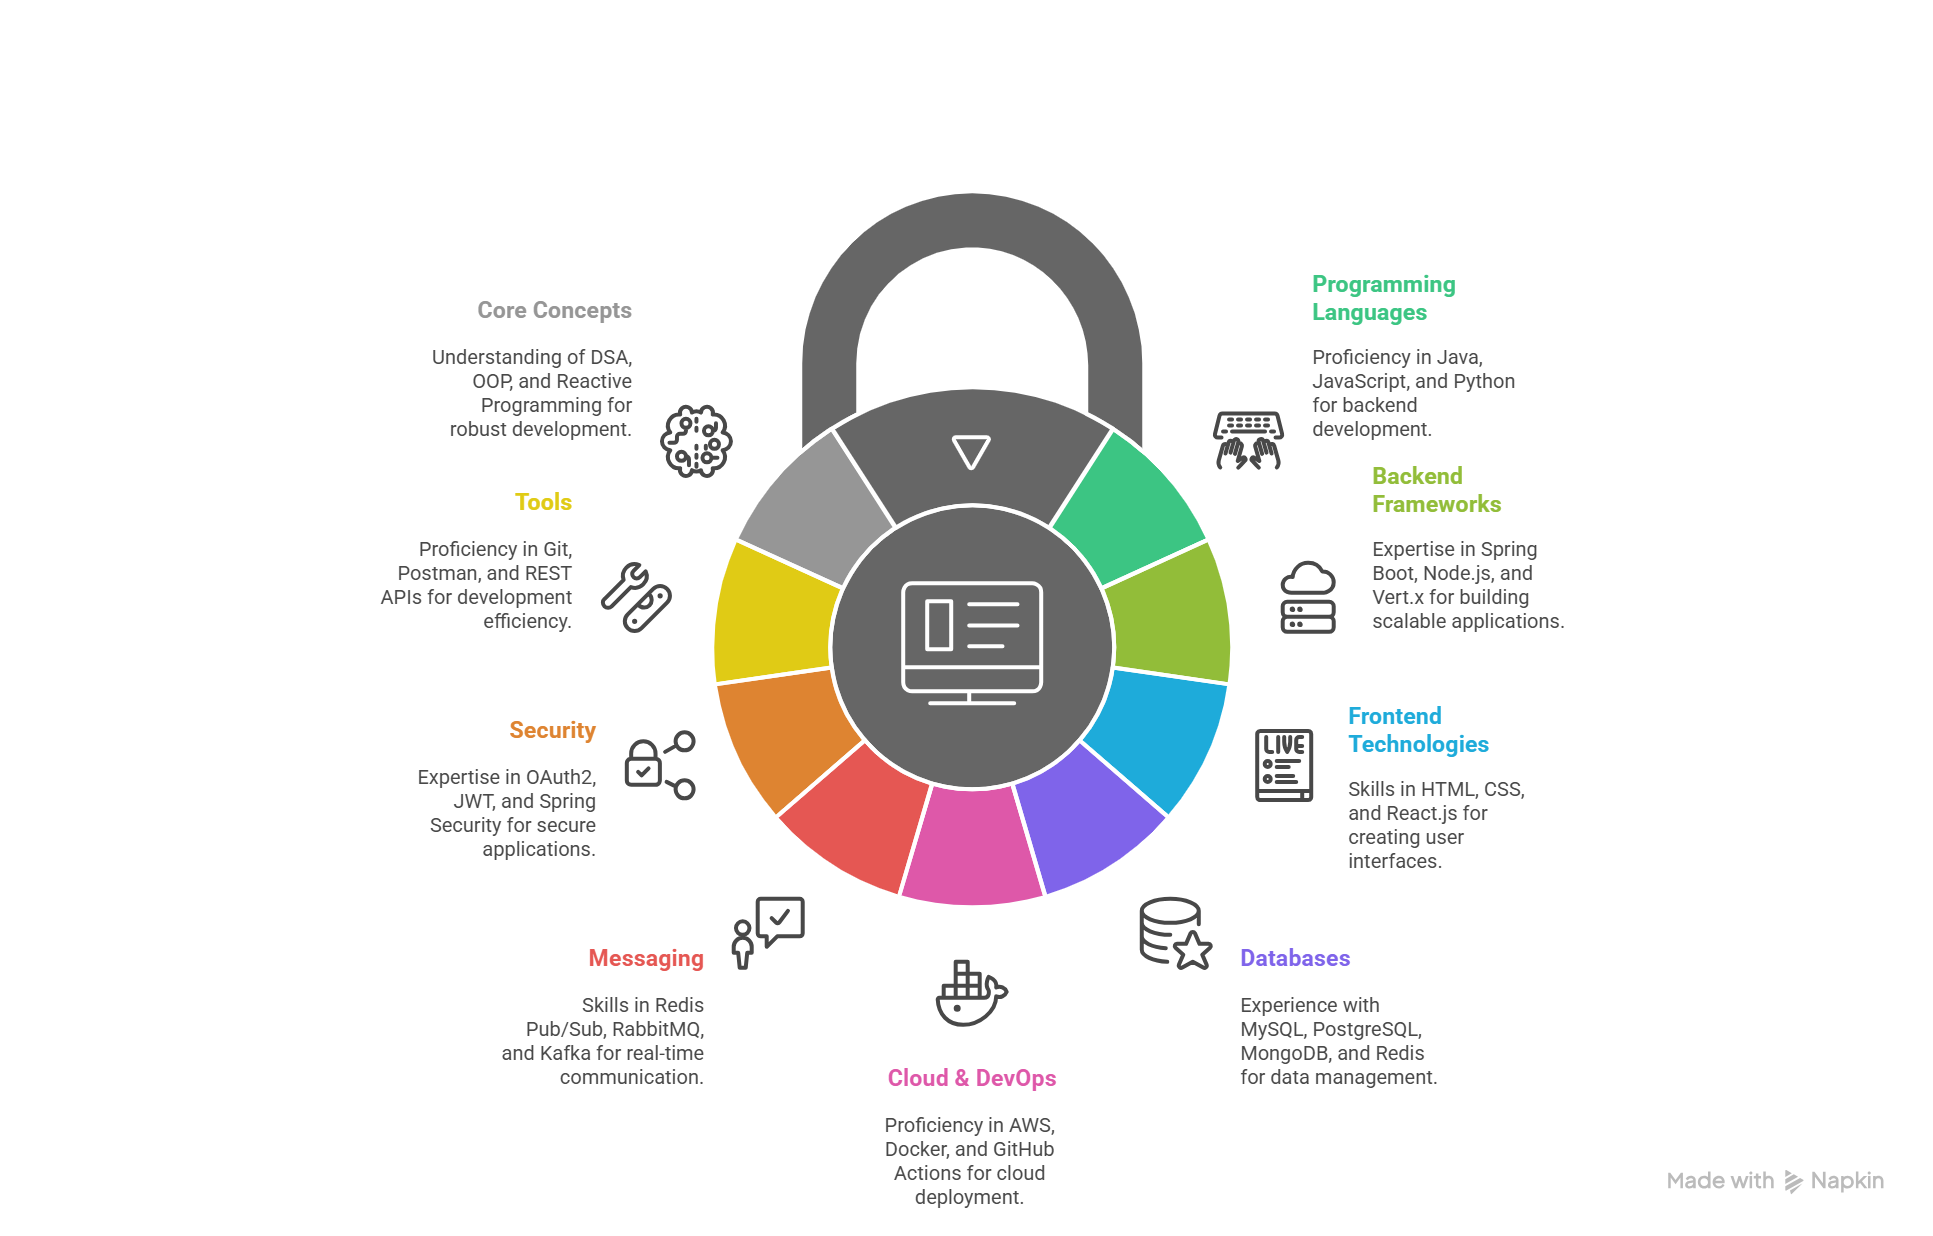 Core Concepts
Understanding of DSA,
OOP, and Reactive
Programming for
robust development.
Programming
Languages
Proficiency in Java,
JavaScript, and Python
for backend
development.
Tools
Proficiency in Git,
Postman, and REST
APIs for development
efficiency.
Backend
Frameworks
Expertise in Spring
Boot, Node.js, and
Vert.x for building
scalable applications.
Security
Expertise in OAuth2,
JWT, and Spring
Security for secure
applications.
LIVE
Frontend
Technologies
Skills in HTML, CSS,
and React.js for
creating user
interfaces.
Messaging
Skills in Redis
Pub/Sub, RabbitMQ,
and Kafka for real-time
communication.
Databases
Experience with
MySQL, PostgreSQL,
MongoDB, and Redis
for data management.
Cloud & DevOps
Proficiency in AWS,
Docker, and GitHub
Actions for cloud
deployment.
Made with Napkin